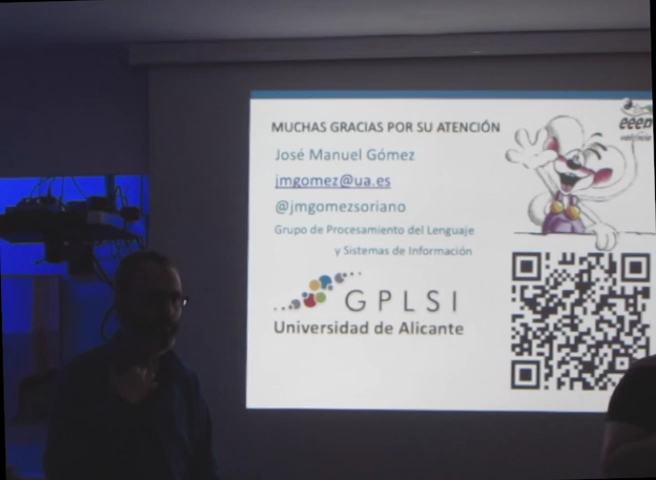 MUCHAS GRACIAS POR SU ATENCIÓN
José Manuel Gómez
jmgomez@ua.es
@jmgomezsoriano
Grupo de Procesamiento del Lenguaje
y Sistemas de Información
GPLSI
Universidad de Alicante